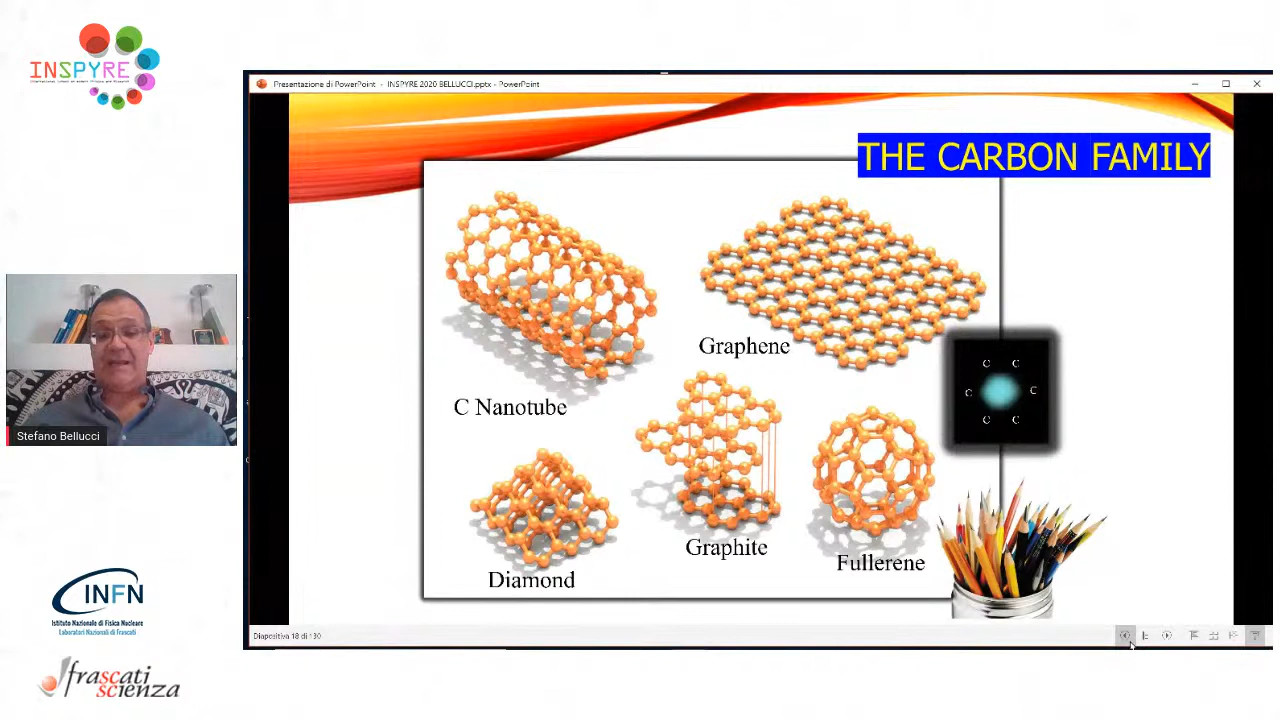 INSPYRE
Presentazione di PowerPoint - INSPYRE 2020 BELLUCCI.pptx - PowerPoint
THE CARBON FAMILY
Graphene
C Nanotube
C C
C C
C C
Graphite
Fullerene
Diamond
Stefano Bellucci
INFN
Istituto Nazionale di Fisica Nucleare
Laboratori Nazionali di Frascati
frascati
scienza
Diapositiva 18 di 130